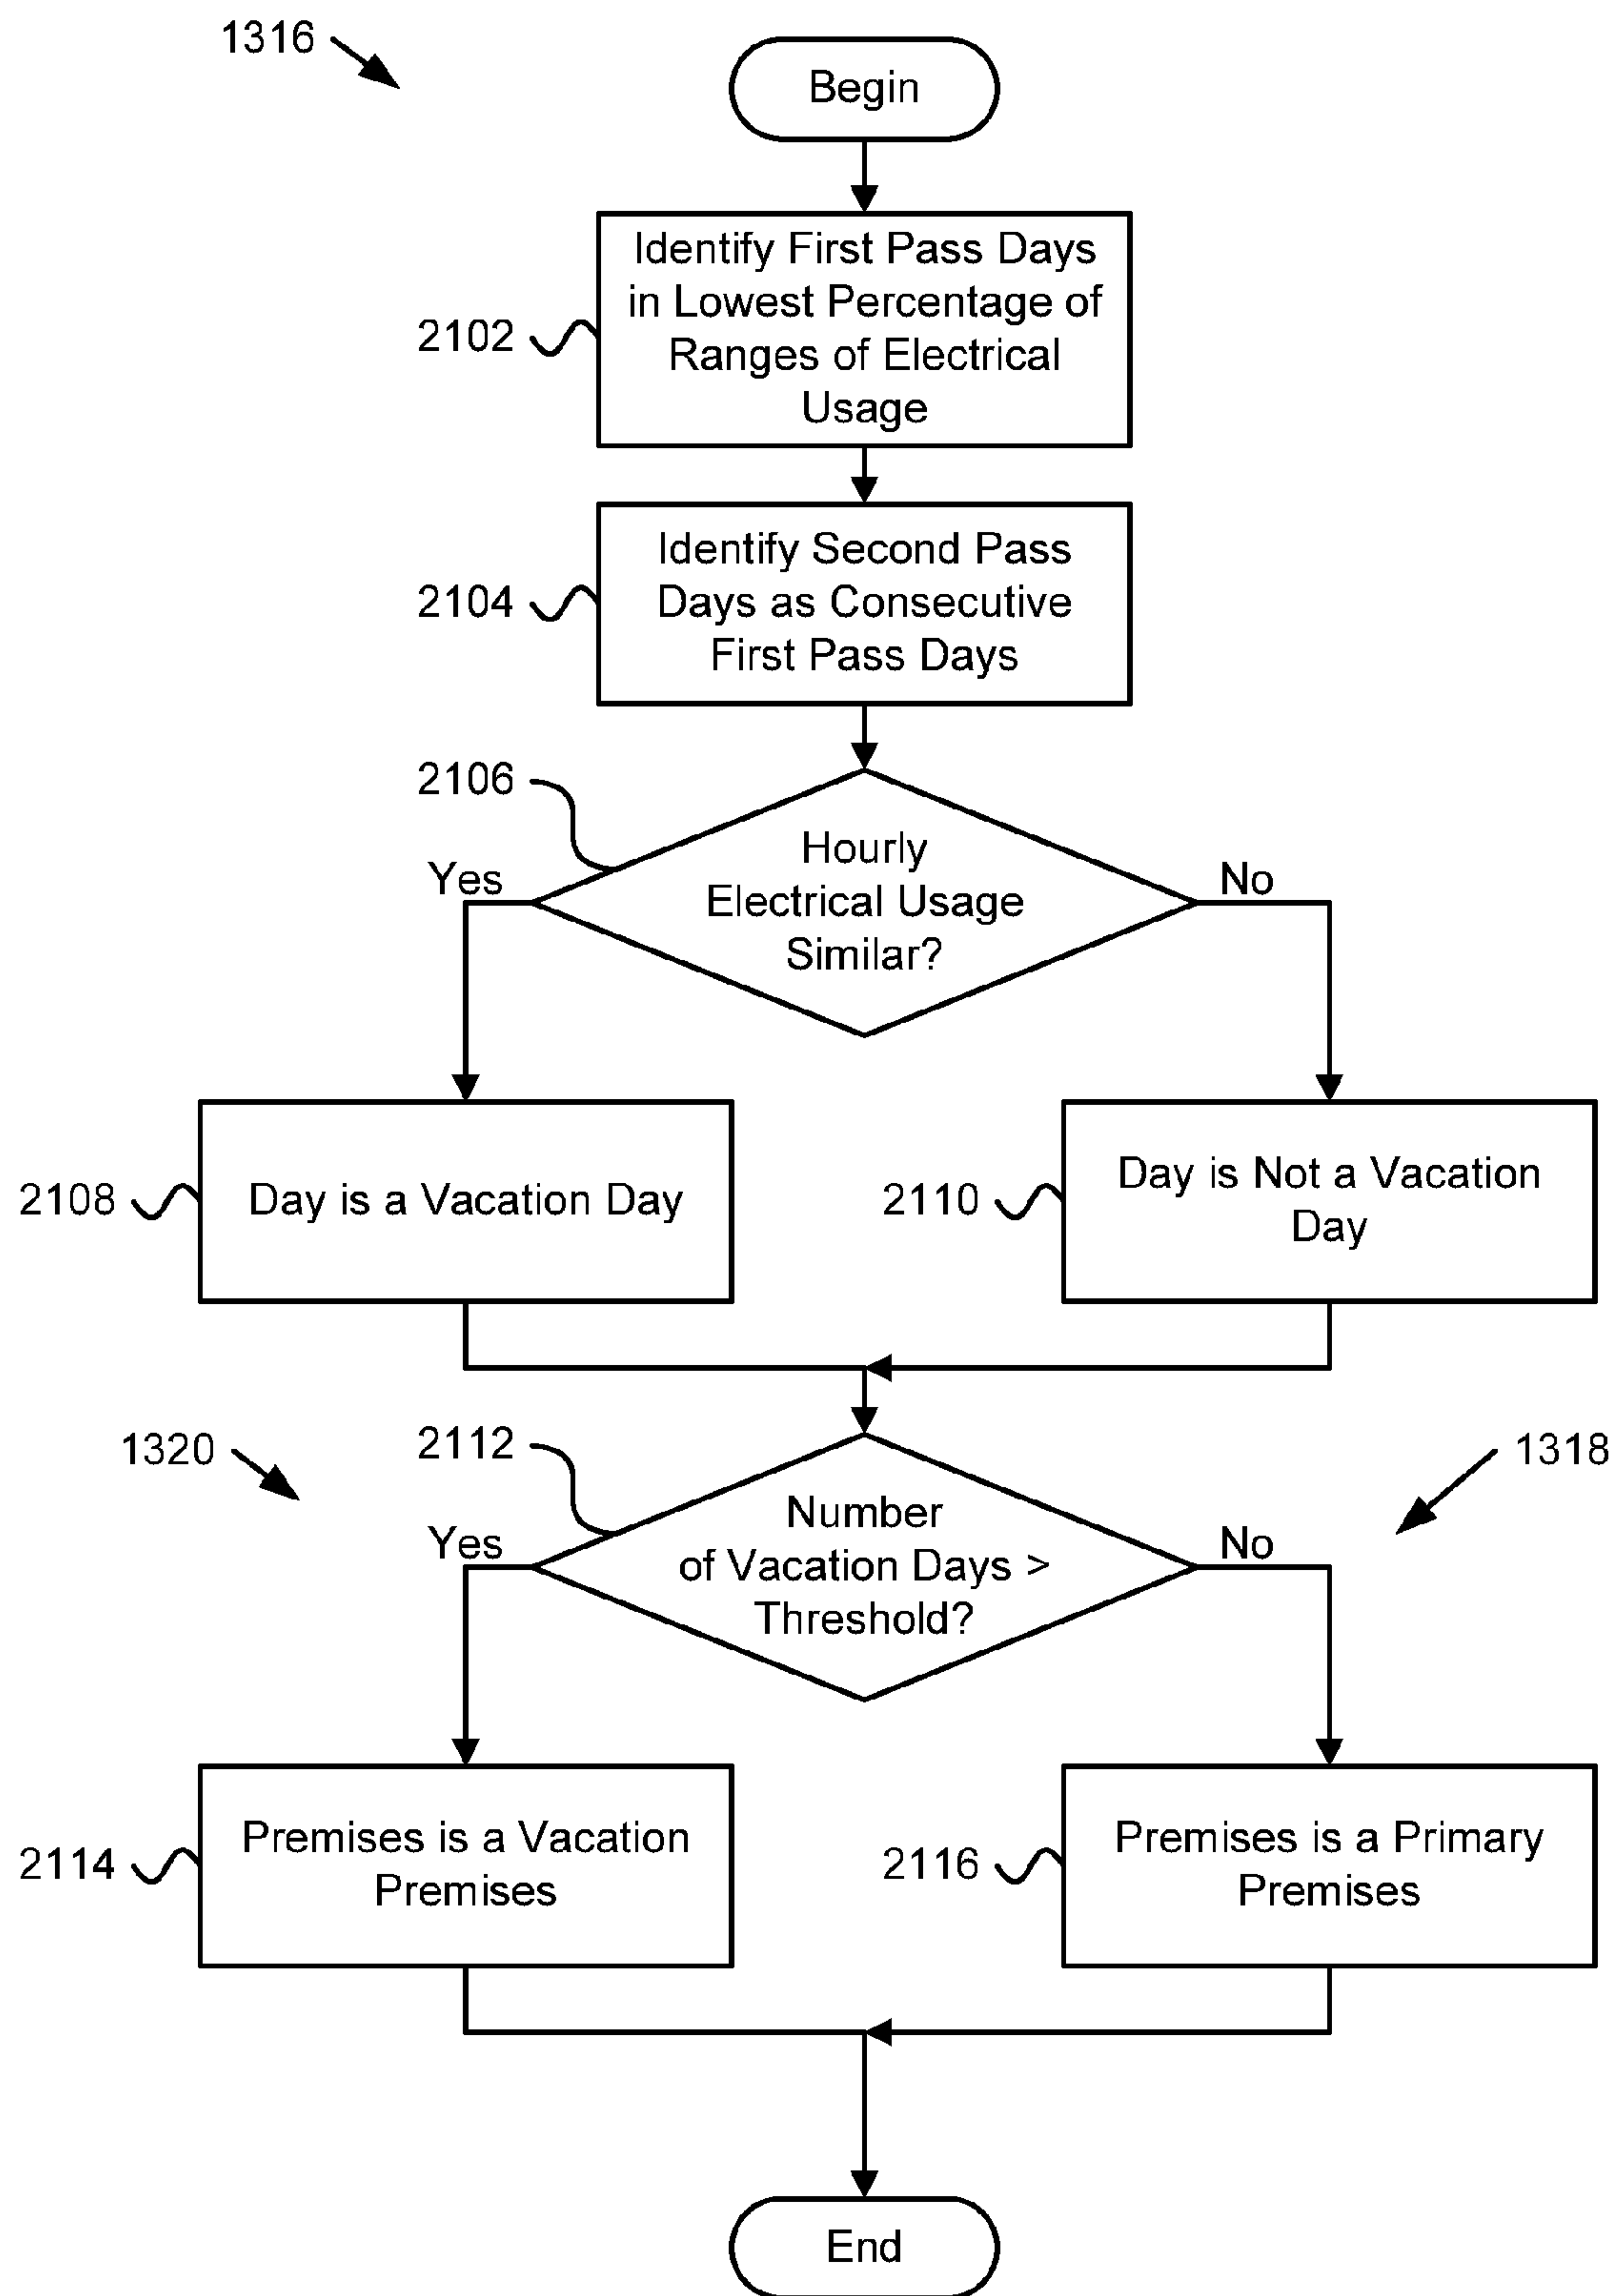 1316
Begin
Identify First Pass Days
in Lowest Percentage of
Ranges of Electrical
Usage
2102
Identify Second Pass
Days as Consecutive
First Pass Days
2104
2106
Hourly
Electrical Usage
Similar?
Yes
No
2108
Day is a Vacation Day
2110
Day is Not a Vacation
Day
1320
2112
1318
Number
of Vacation Days >
Threshold?
Yes
No
2114
Premises is a Vacation
Premises
2116
Premises is a Primary
Premises
End